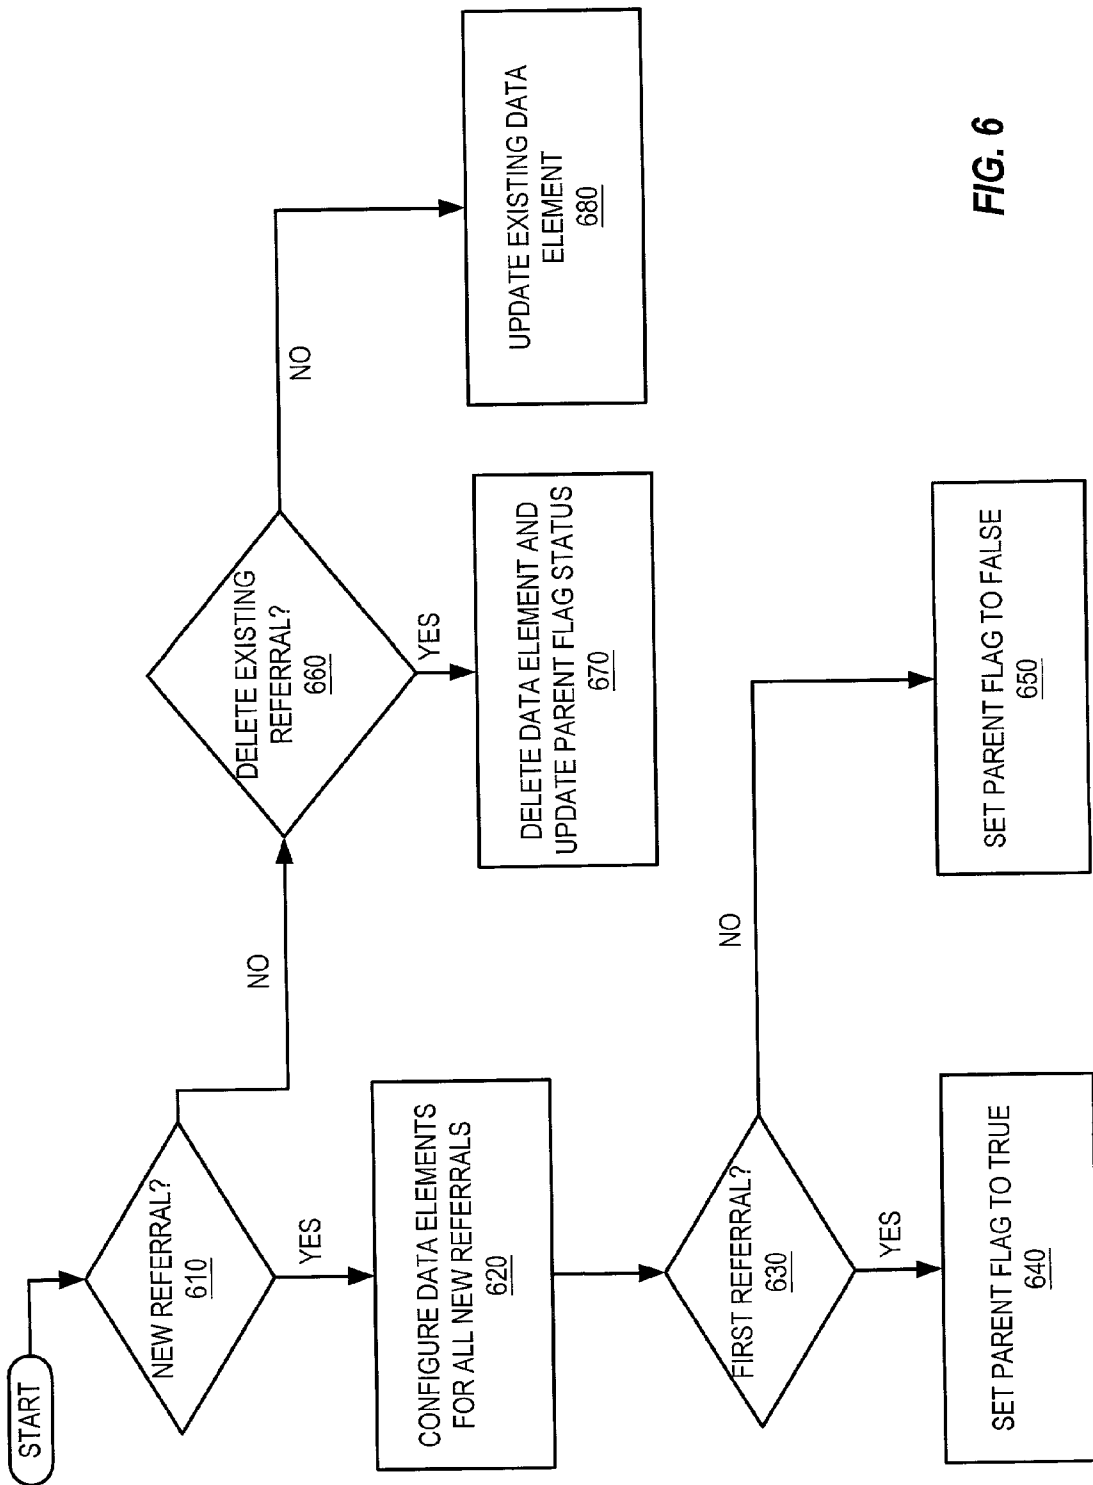 START
NEW REFERRAL?
610
NO
YES
CONFIGURE DATA ELEMENTS
FOR ALL NEW REFERRALS
620
FIRST REFERRAL?
630
NO
YES
SET PARENT FLAG TO TRUE
640
SET PARENT FLAG TO FALSE
650
DELETE EXISTING
REFERRAL?
660
NO
YES
DELETE DATA ELEMENT AND
UPDATE PARENT FLAG STATUS
670
UPDATE EXISTING DATA
ELEMENT
680
FIG. 6